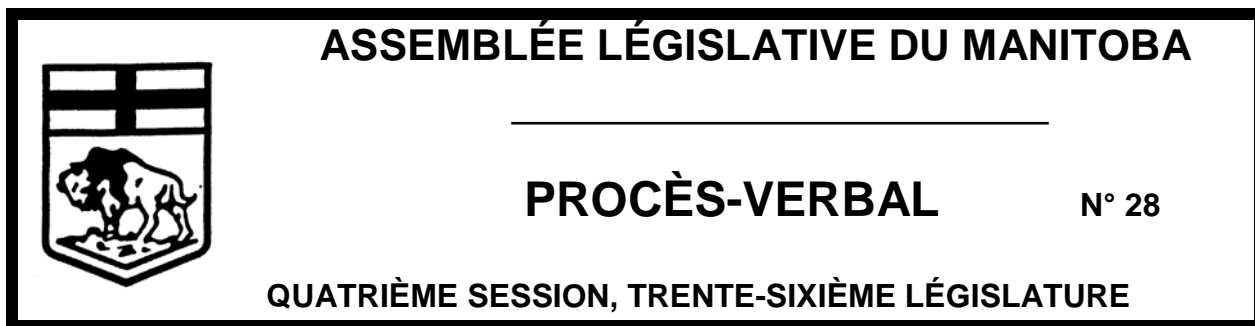 ASSEMBLÉE LÉGISLATIVE DU MANITOBA
PROCÈS-VERBAL N° 28
QUATRIÈME SESSION, TRENTE-SIXIÈME LÉGISLATURE